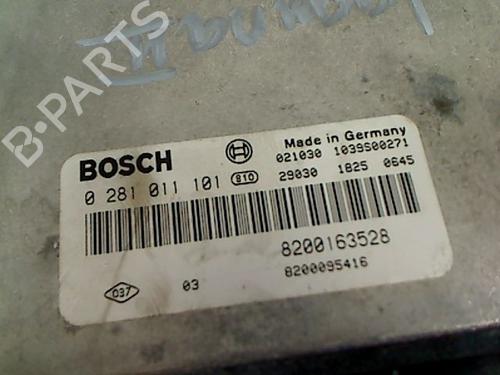 BOSCH
Made in Germany
021030 1039S00271
0 281 011 101 810 29030 1825 0645
8200163528
8200095416
037 03
B-PARTS